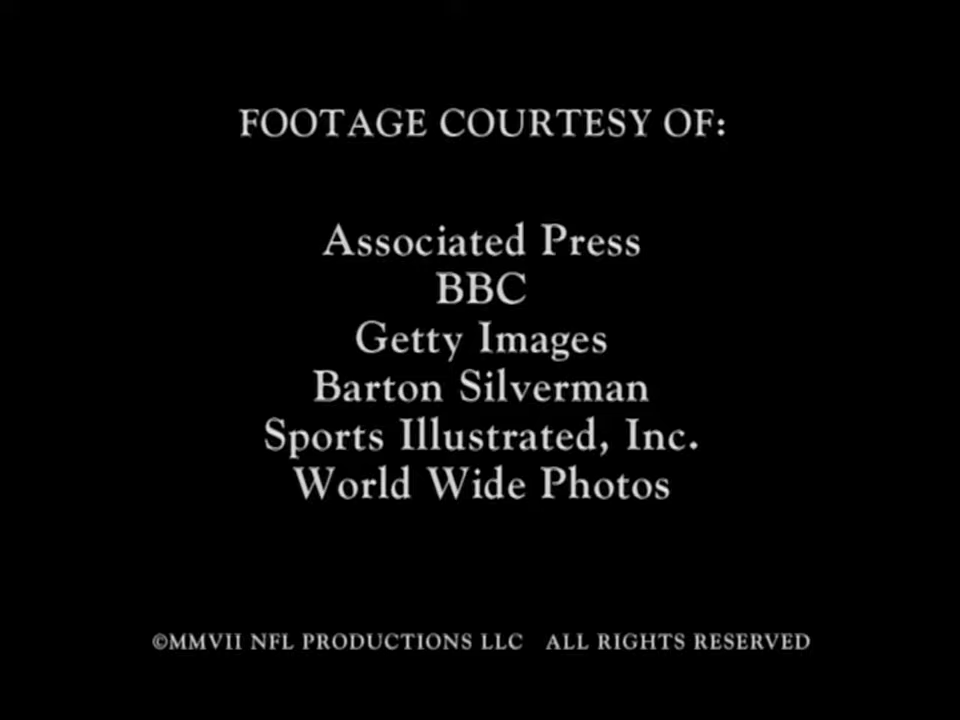 FOOTAGE COURTESY OF:
Associated Press
BBC
Getty Images
Barton Silverman
Sports Illustrated, Inc.
World Wide Photos
©MMVII NFL PRODUCTIONS LLC ALL RIGHTS RESERVED